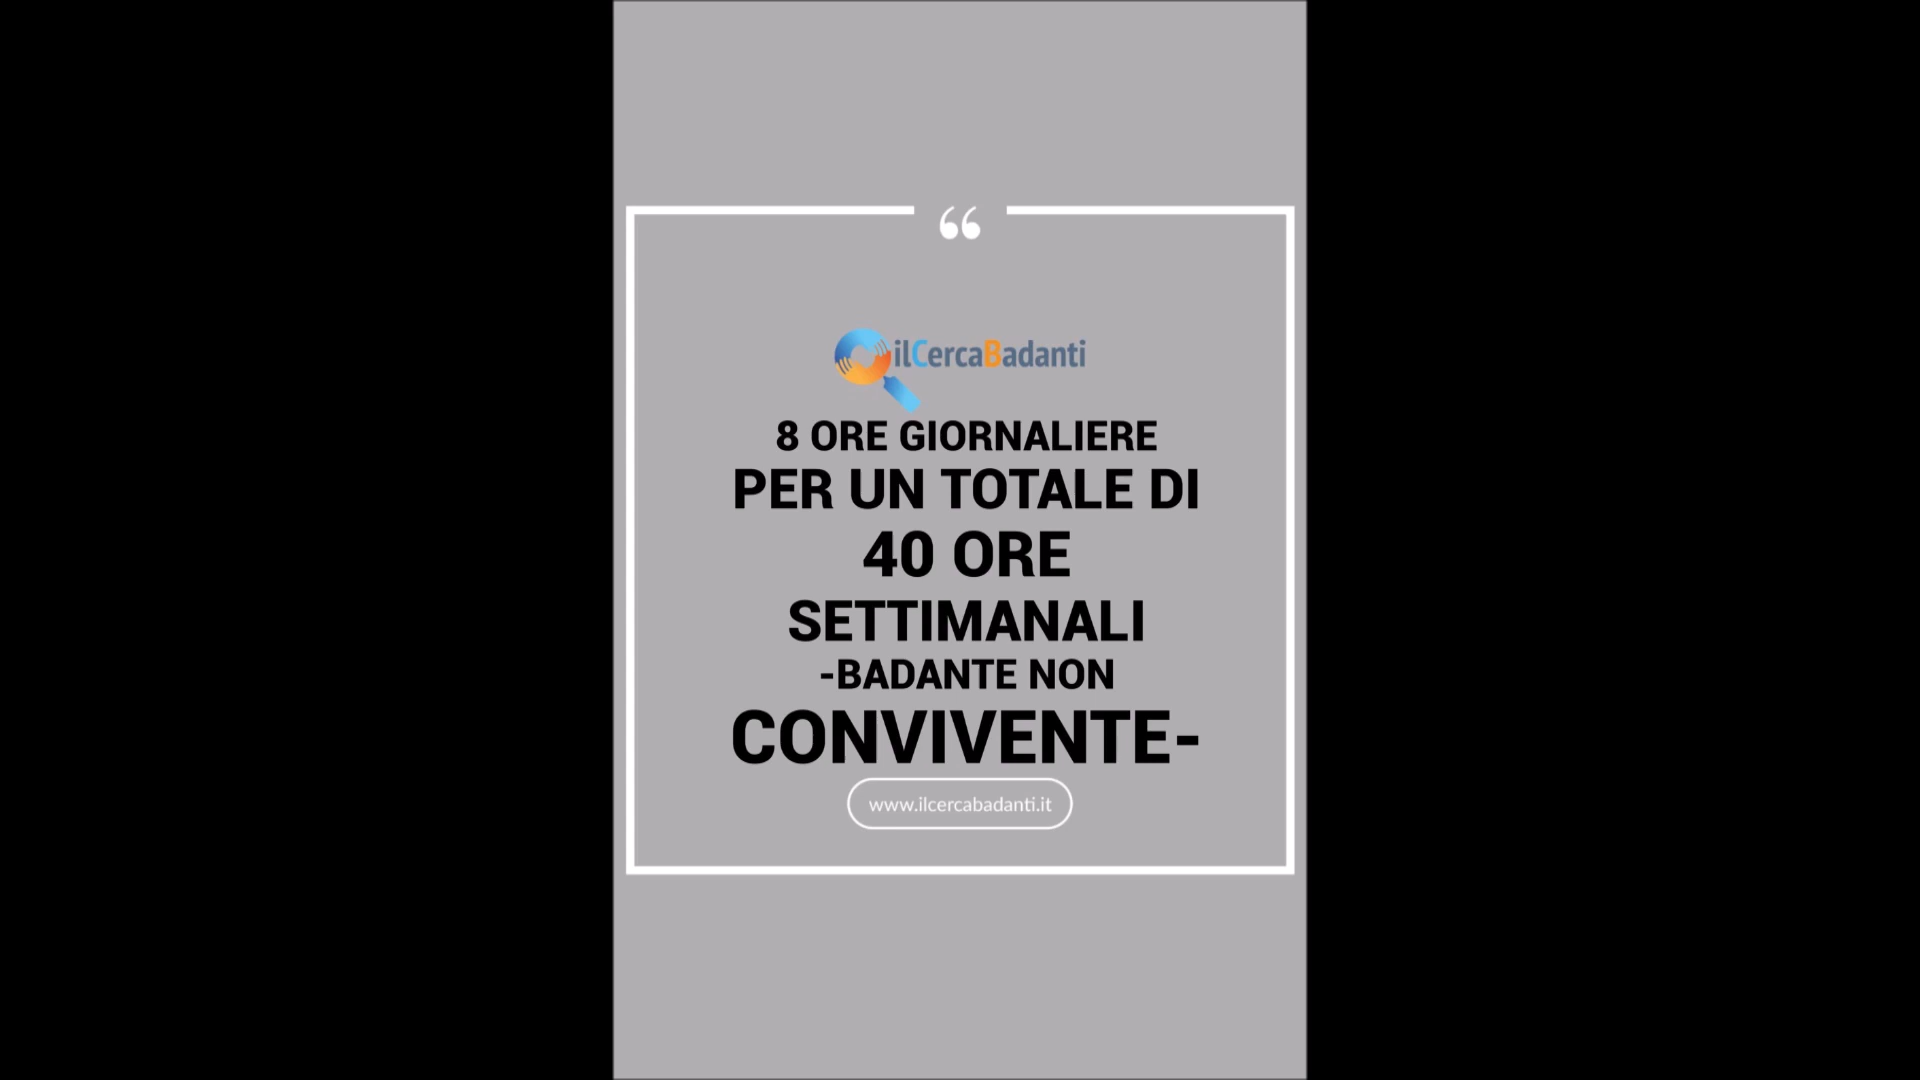 “
ilCercaBadanti
8 ORE GIORNALIERE
PER UN TOTALE DI
40 ORE
SETTIMANALI
-BADANTE NON
CONVIVENTE-
www.ilcercabadanti.it